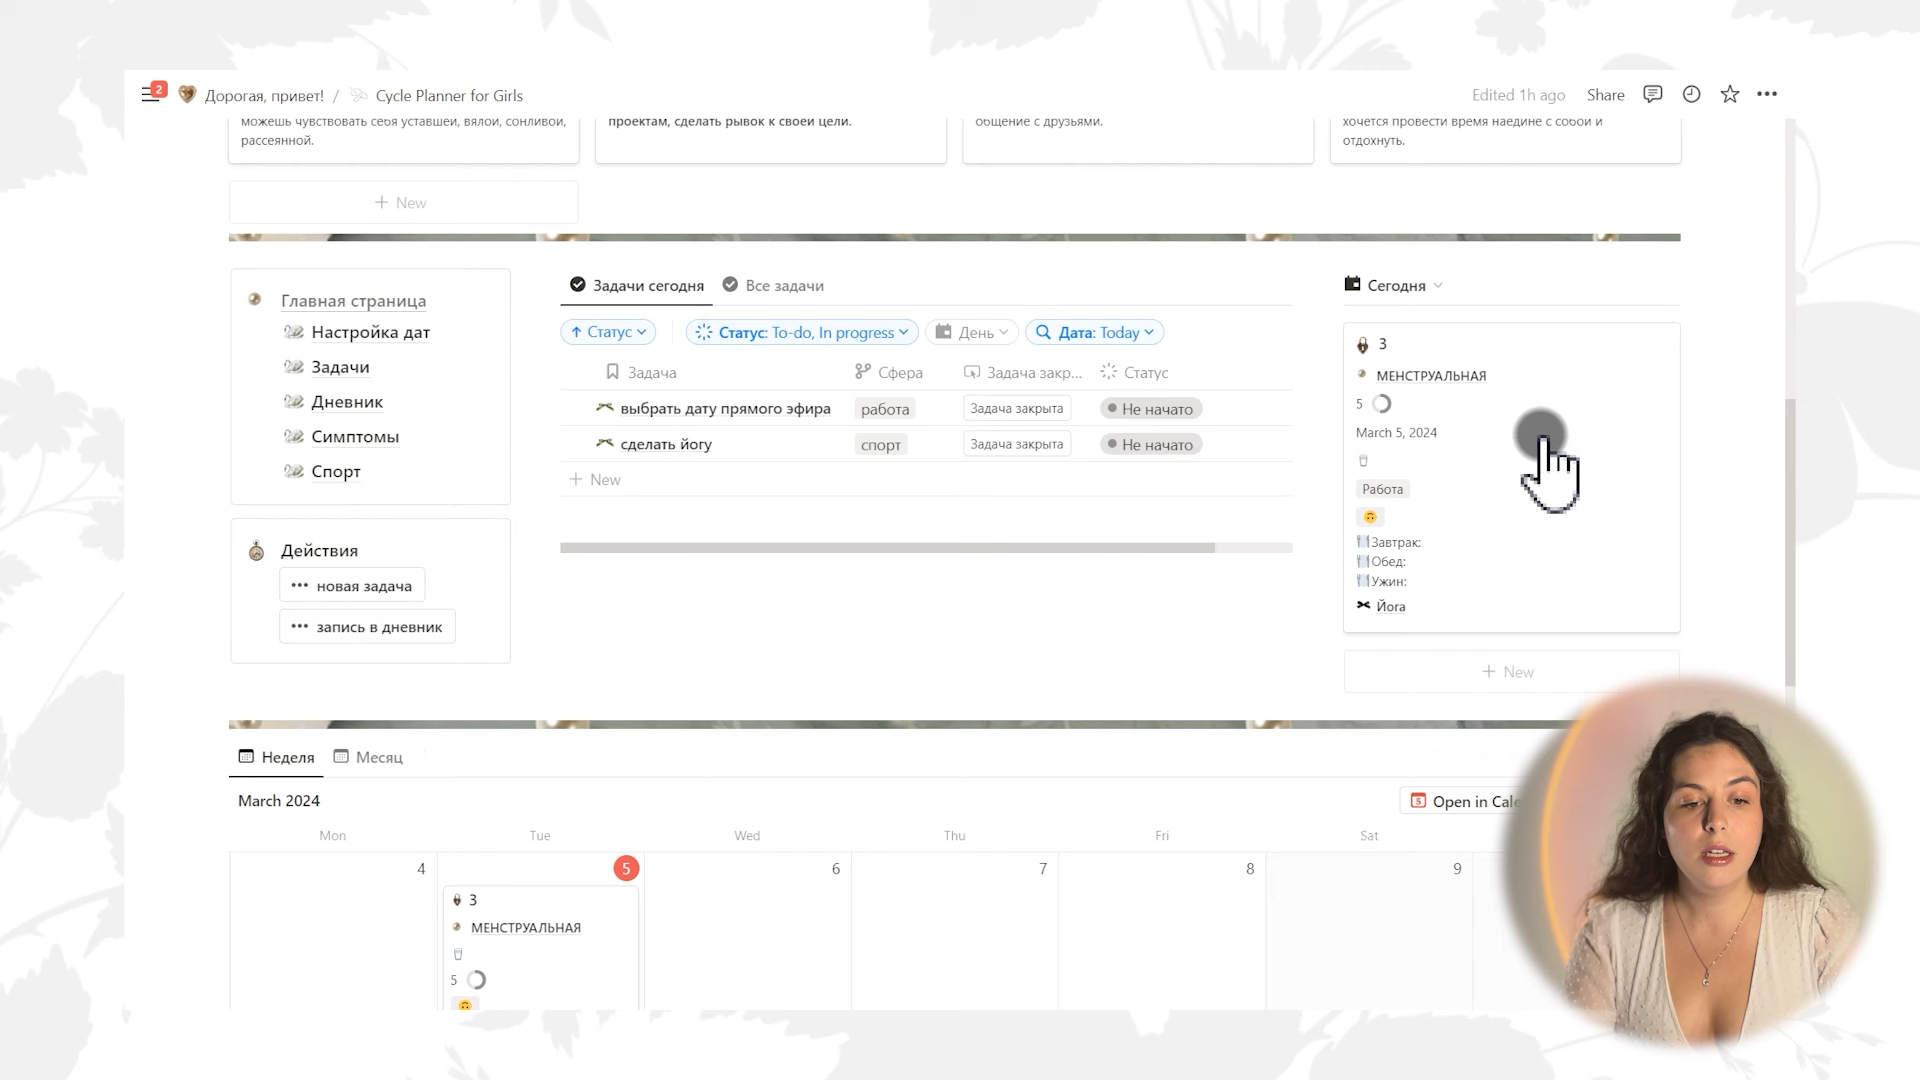 2
Дорогая, привет! / Cycle Planner for Girls
Edited 1h ago Share
можешь чувствовать себя уставшей, вялой, сонливой,
рассеянной.
проектам, сделать рывок к своей цели.
общение с друзьями.
хочется провести время наедине с собой и
отдохнуть.
+ New
Главная страница
Настройка дат
Задачи
Дневник
Симптомы
Спорт
Действия
новая задача
запись в дневник
Задачи сегодня Все задачи
Статус Статус: To-do, In progress День Дата: Today
Задача Сфера Задача закр... Статус
выбрать дату прямого эфира работа Задача закрыта Не начато
сделать йогу спорт Задача закрыта Не начато
+ New
Сегодня
3
МЕНСТРУАЛЬНАЯ
5
March 5, 2024
Работа
Завтрак:
Обед:
Ужин:
Йога
+ New
Неделя Месяц
March 2024
5 Open in Cale
Mon Tue Wed Thu Fri Sat
4 5 6 7 8 9
3
МЕНСТРУАЛЬНАЯ
5